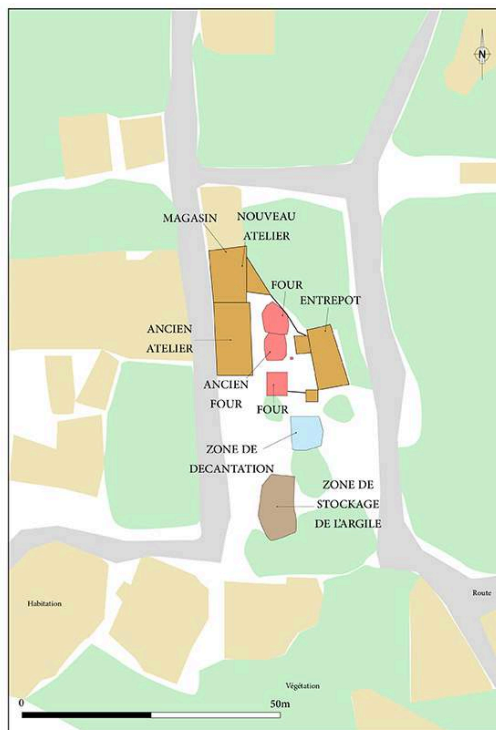 N
MAGASIN
NOUVEAU
ATELIER
FOUR
ENTREPOT
ANCIEN
ATELIER
ANCIEN
FOUR
FOUR
ZONE DE
DECANTATION
ZONE DE
STOCKAGE
DE L'ARGILE
Habitation
Route
Végétation
0
50m